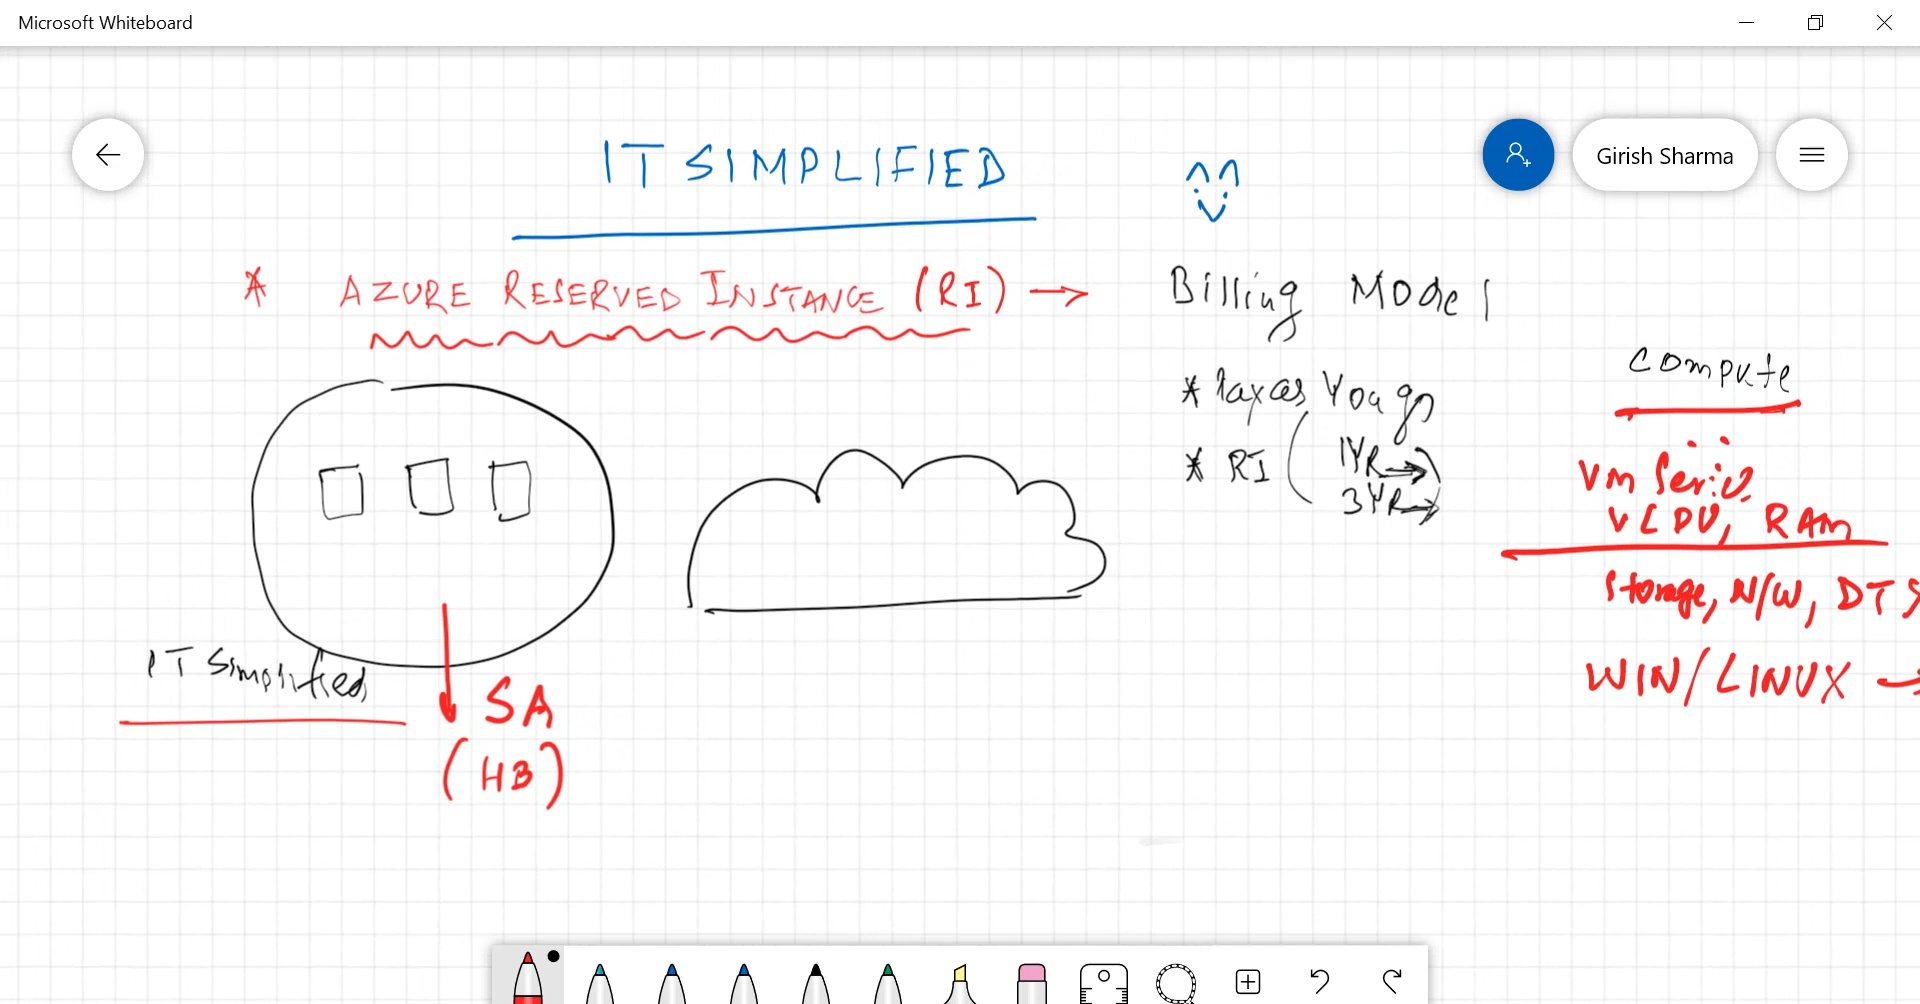 Microsoft Whiteboard
IT SIMPLIFIED
Girish Sharma
* AZURE RESERVED INSTANCE (RI) → Billing Model
compute
* Pay as You go
* RI ( 1YR →)
3YR →
VM Series
vCPU, RAM
Storage, N/W, DTS
WIN/LINUX →
IT Simplified
SA
(HB)